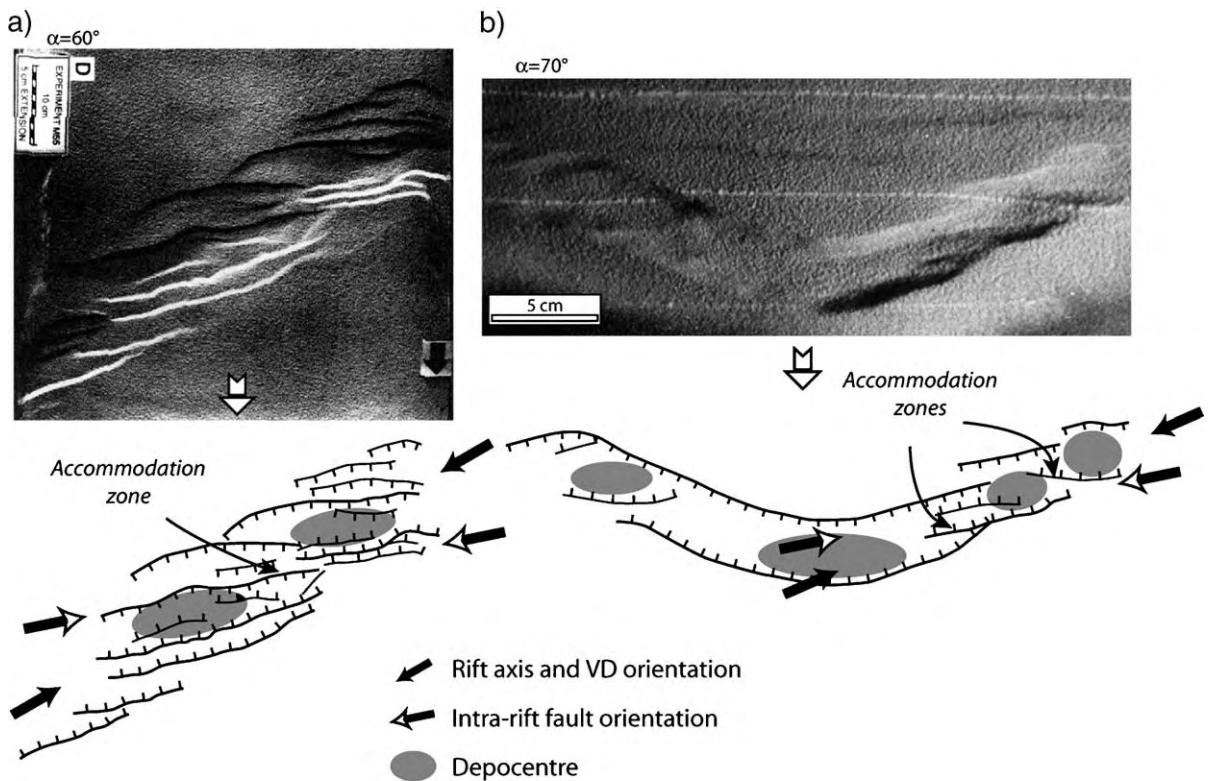 a)
α=60°
D
EXPERIMENT M55
10 cm
5 cm EXTENSION
b)
α=70°
5 cm
Accommodation
zones
Accommodation
zone
Rift axis and VD orientation
Intra-rift fault orientation
Depocentre